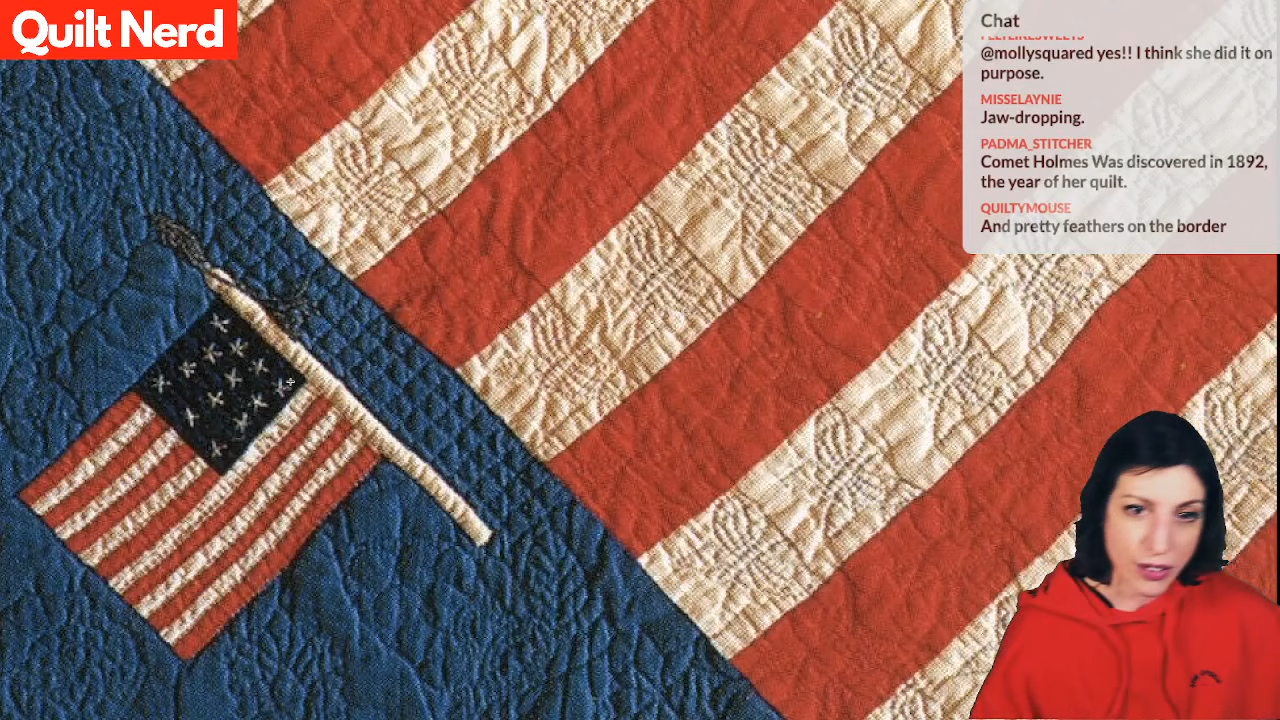 Quilt Nerd
Chat
FELTLIKESWEETS
@mollysquared yes!! I think she did it on
purpose.
MISSELAYNIE
Jaw-dropping.
PADMA_STITCHER
Comet Holmes Was discovered in 1892,
the year of her quilt.
QUILTYMOUSE
And pretty feathers on the border